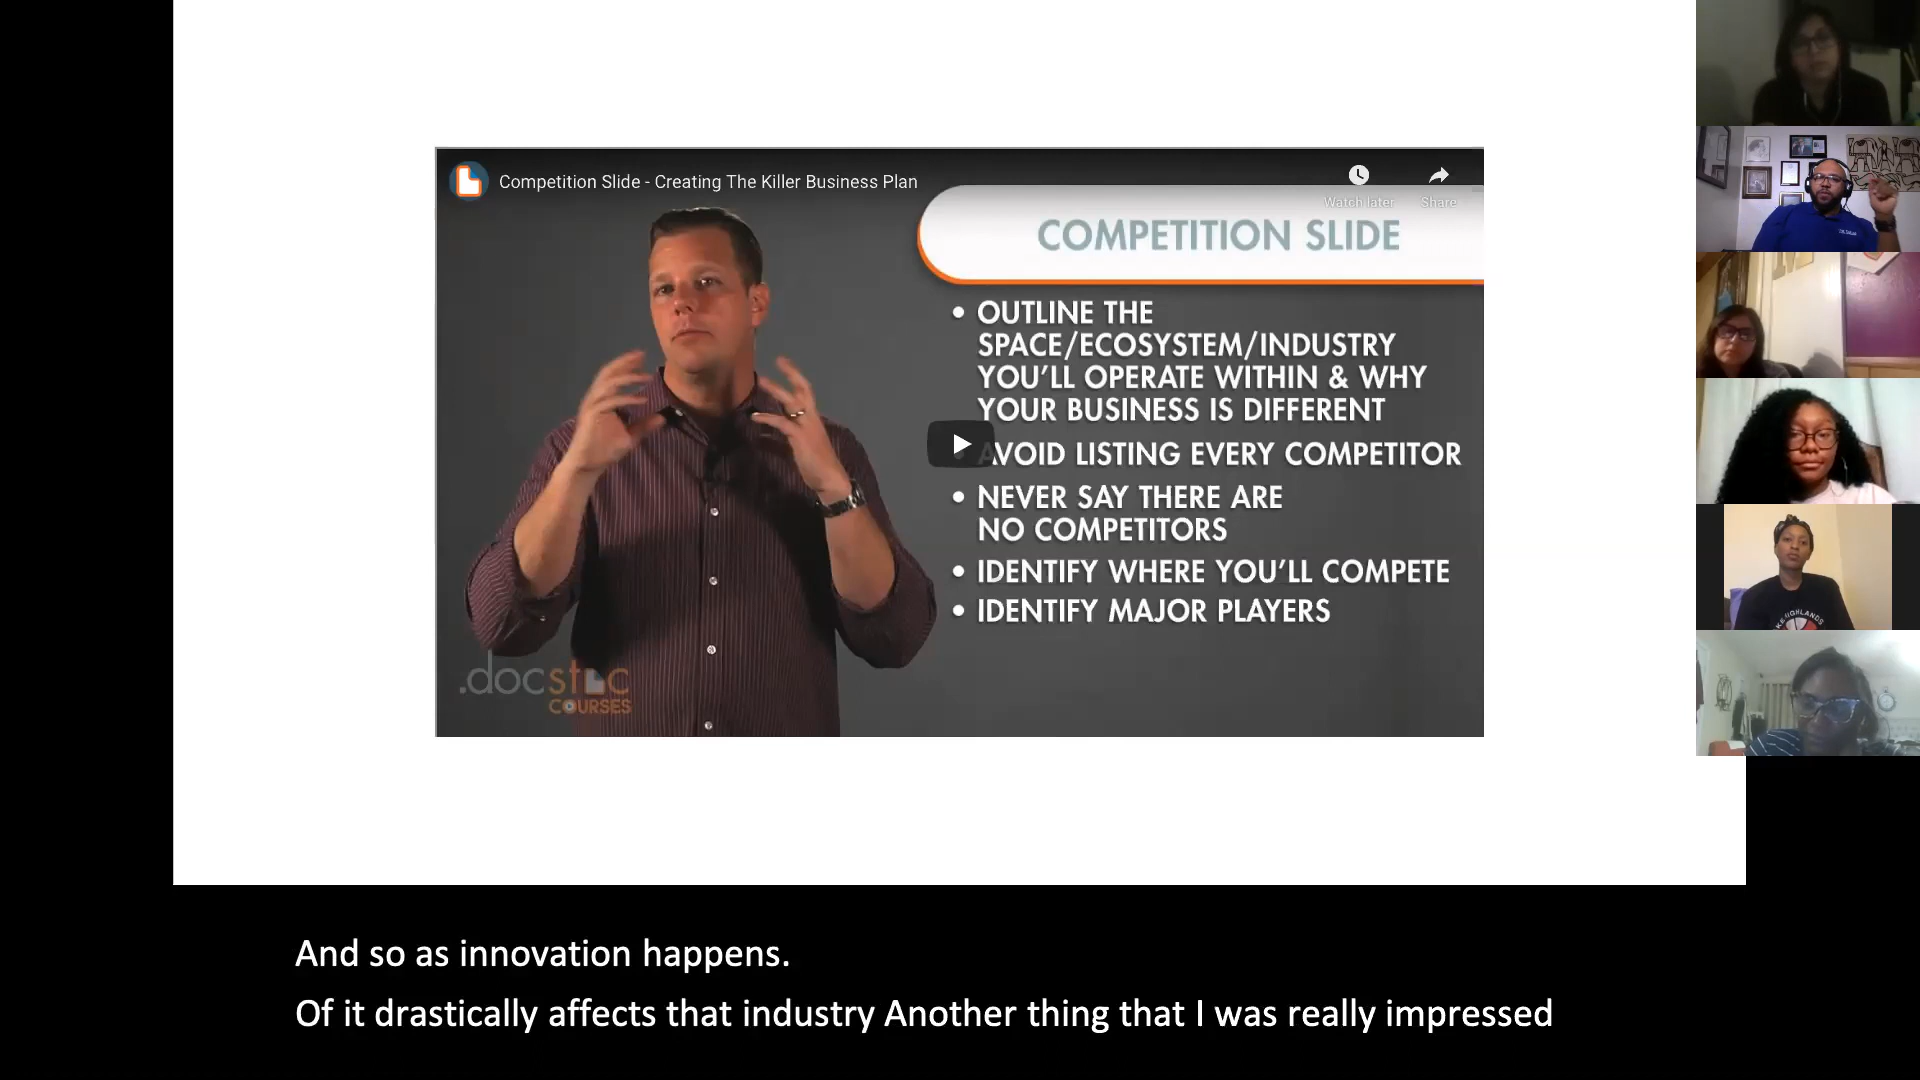 Competition Slide - Creating The Killer Business Plan
Watch later
Share
COMPETITION SLIDE
• OUTLINE THE
SPACE/ECOSYSTEM/INDUSTRY
YOU'LL OPERATE WITHIN & WHY
YOUR BUSINESS IS DIFFERENT
AVOID LISTING EVERY COMPETITOR
• NEVER SAY THERE ARE
NO COMPETITORS
• IDENTIFY WHERE YOU'LL COMPETE
• IDENTIFY MAJOR PLAYERS
.docstoc
COURSES
HIGHLANDS
And so as innovation happens.
Of it drastically affects that industry Another thing that I was really impressed